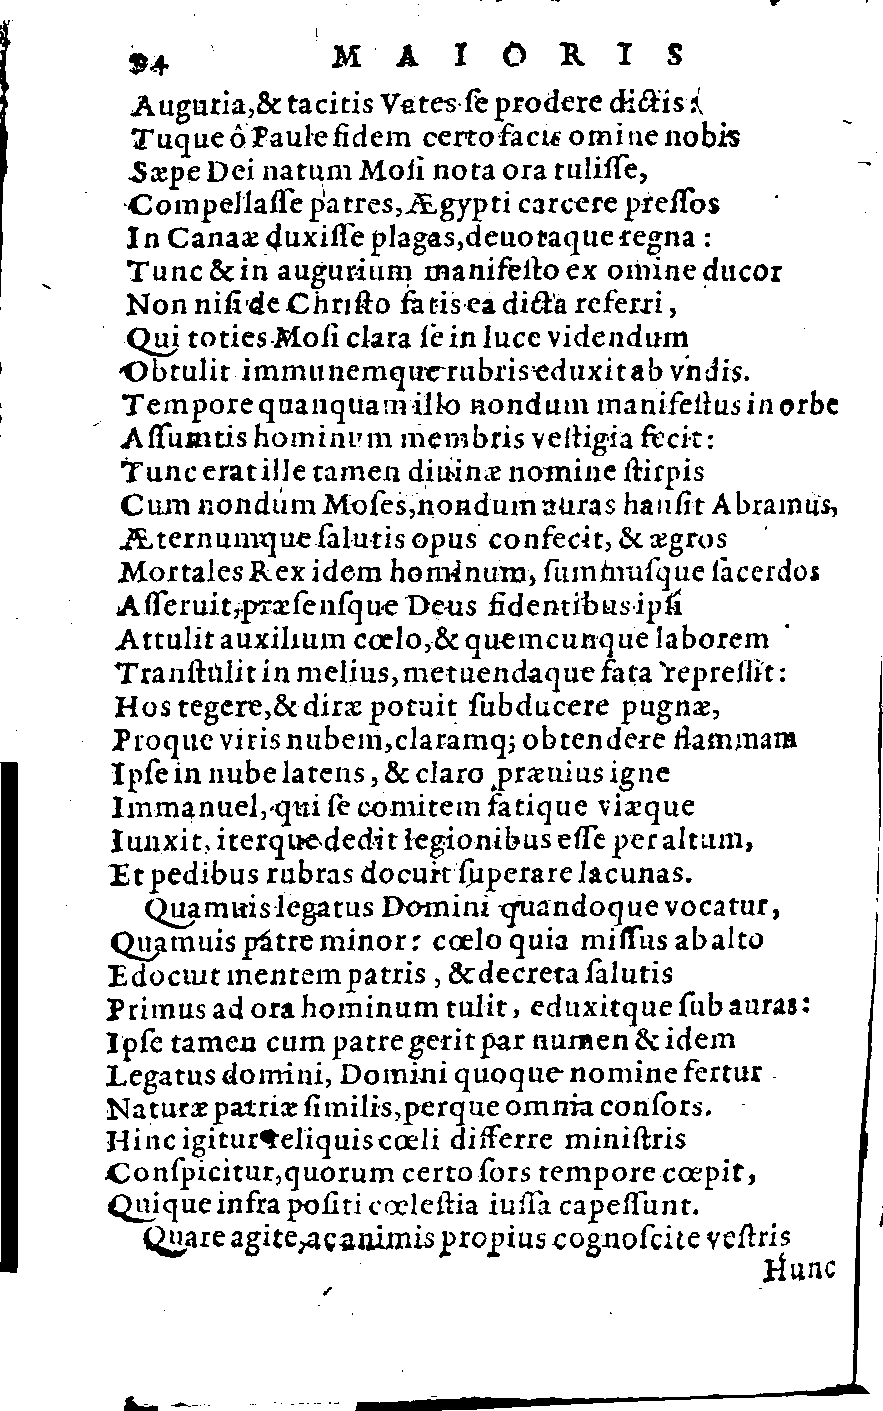 94 MAIORIS
Auguria,& tacitis Vates se prodere dictis:
Tuque ô Paule fidem certo facis omine nobis
Sæpe Dei natum Mosi nota ora tulisse,
Compellasse patres, Ægypti carcere pressos
In Canaæ duxisse plagas, deuotaque regna :
Tunc & in augurium manifesto ex omine ducor
Non nisi de Christo fatis ea dicta referri,
Qui toties Mosi clara se in luce videndum
Obtulit immunemque rubris eduxit ab vndis.
Tempore quanquam illo nondum manifestus in orbe
Assumtis hominum membris vestigia fecit:
Tunc erat ille tamen diuinæ nomine stirpis
Cum nondum Moses, nondum auras hausit Abramus,
Æternumque salutis opus confecit, & ægros
Mortales Rex idem hominum, summusque sacerdos
Asseruit, præsensque Deus fidentibus ipsi
Attulit auxilium cœlo,& quemcunque laborem
Transtulit in melius, metuendaque fata repressit:
Hos tegere,& diræ potuit subducere pugnæ,
Proque viris nubem, claramq; obtendere flammam
Ipse in nube latens, & claro præuius igne
Immanuel, qui se comitem fatique viæque
Iunxit, iterque dedit legionibus esse per altum,
Et pedibus rubras docuit superare lacunas.
Quamuis legatus Domini quandoque vocatur,
Quamuis pátre minor: cœlo quia missus ab alto
Edocuit mentem patris, & decreta salutis
Primus ad ora hominum tulit, eduxitque sub auras:
Ipse tamen cum patre gerit par numen & idem
Legatus domini, Domini quoque nomine fertur
Naturæ patriæ similis, perque omnia consors.
Hinc igitur reliquis cœli differre ministris
Conspicitur, quorum certo sors tempore cœpit,
Quique infra positi cœlestia iussa capessunt.
Quare agite, ac animis propius cognoscite vestris
Hunc